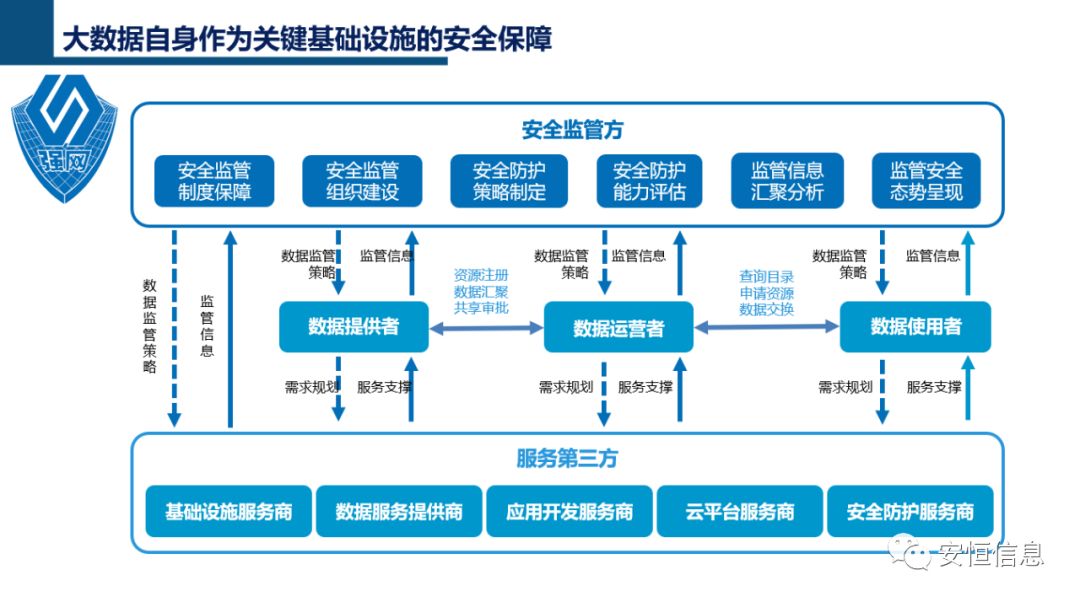 大数据自身作为关键基础设施的安全保障
强网
安全监管方
安全监管
制度保障
安全监管
组织建设
安全防护
策略制定
安全防护
能力评估
监管信息
汇聚分析
监管安全
态势呈现
数据监管策略
监管信息
数据监管
策略
监管信息
资源注册
数据汇聚
共享审批
数据监管
策略
监管信息
查询目录
申请资源
数据交换
数据监管
策略
监管信息
数据提供者
数据运营者
数据使用者
需求规划
服务支撑
需求规划
服务支撑
需求规划
服务支撑
服务第三方
基础设施服务商
数据服务提供商
应用开发服务商
云平台服务商
安全防护服务商
安恒信息